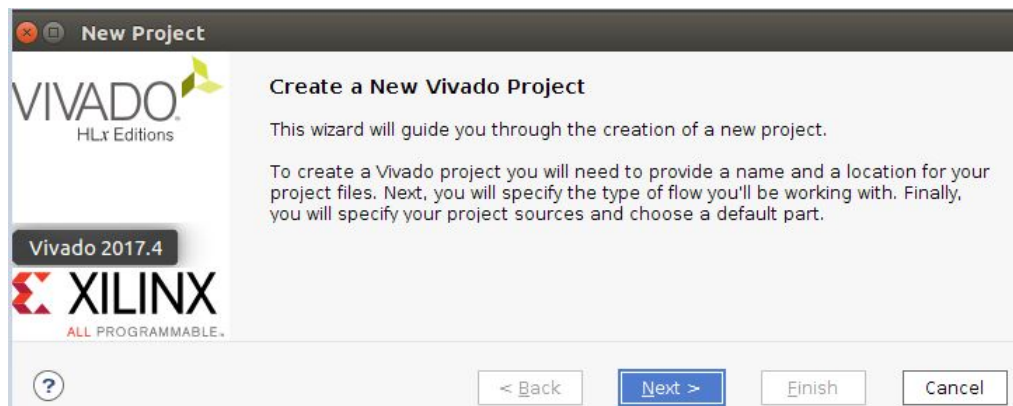 New Project
VIVADO
HLx Editions
Create a New Vivado Project
This wizard will guide you through the creation of a new project.
To create a Vivado project you will need to provide a name and a location for your
project files. Next, you will specify the type of flow you'll be working with. Finally,
you will specify your project sources and choose a default part.
Vivado 2017.4
XILINX
ALL PROGRAMMABLE™
?
< Back
Next >
Finish
Cancel